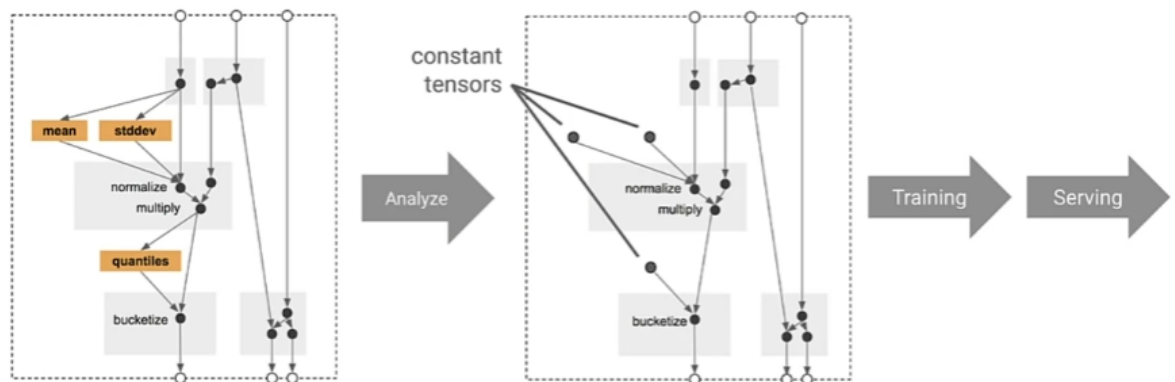 mean
stddev
normalize
multiply
quantiles
bucketize
Analyze
constant
tensors
normalize
multiply
bucketize
Training
Serving